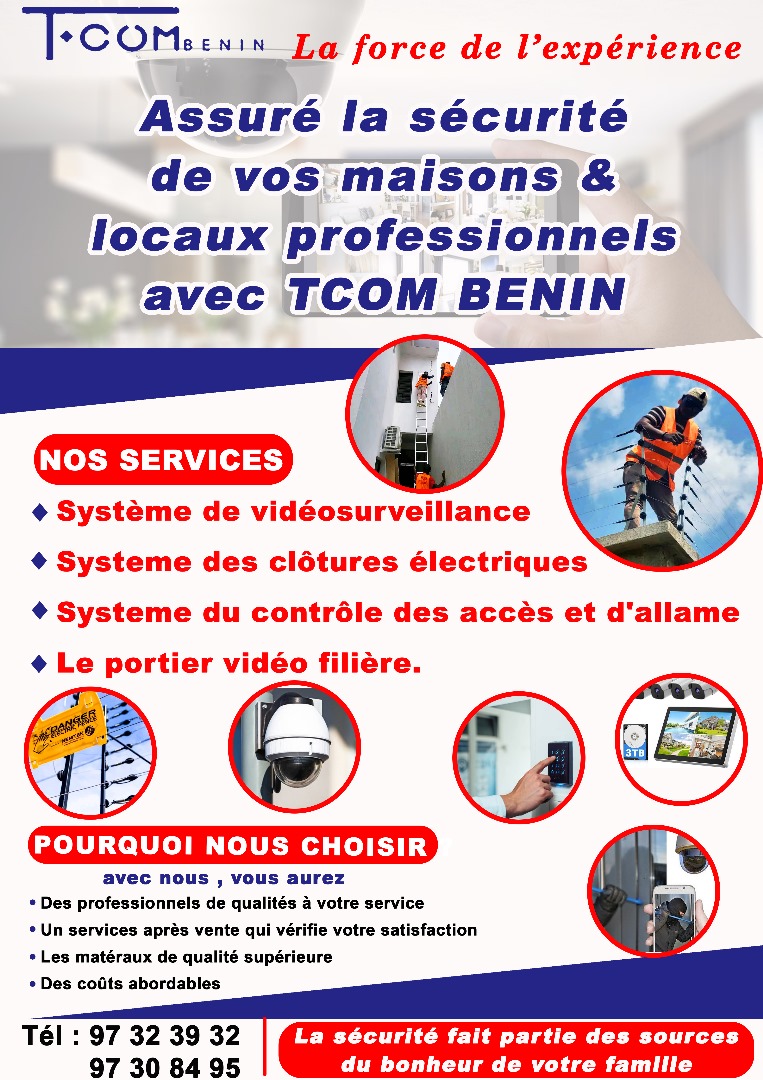 T.COM BENIN
La force de l'expérience
Assuré la sécurité
de vos maisons &
locaux professionnels
avec TCOM BENIN
NOS SERVICES
Système de vidéosurveillance
Systeme des clôtures électriques
Systeme du contrôle des accès et d'allame
Le portier vidéo filière.
DANGER
ELECTRIC FENCE
3TB
POURQUOI NOUS CHOISIR
avec nous , vous aurez
• Des professionnels de qualités à votre service
• Un services après vente qui vérifie votre satisfaction
• Les matéraux de qualité supérieure
• Des coûts abordables
Tél : 97 32 39 32
97 30 84 95
La sécurité fait partie des sources
du bonheur de votre famille